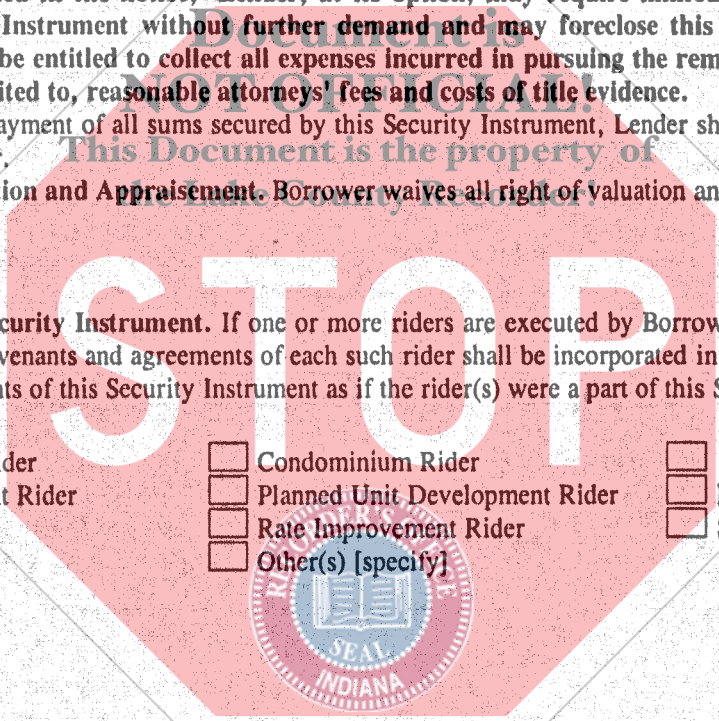 Instrument without further demand and may foreclose this
Document is
be entitled to collect all expenses incurred in pursuing the rem
NOT OFFICIAL!
ited to, reasonable attorneys' fees and costs of title evidence.
ayment of all sums secured by this Security Instrument, Lender sh
This Document is the property of
tion and Appraisement. Borrower waives all right of valuation an
the Lake County Recorder!
STOP
curity Instrument. If one or more riders are executed by Borrow
venants and agreements of each such rider shall be incorporated in
nts of this Security Instrument as if the rider(s) were a part of this S
der
Condominium Rider
t Rider
Planned Unit Development Rider
Rate Improvement Rider
Other(s) [specify]
RECORDER'S OFFICE
SEAL
INDIANA